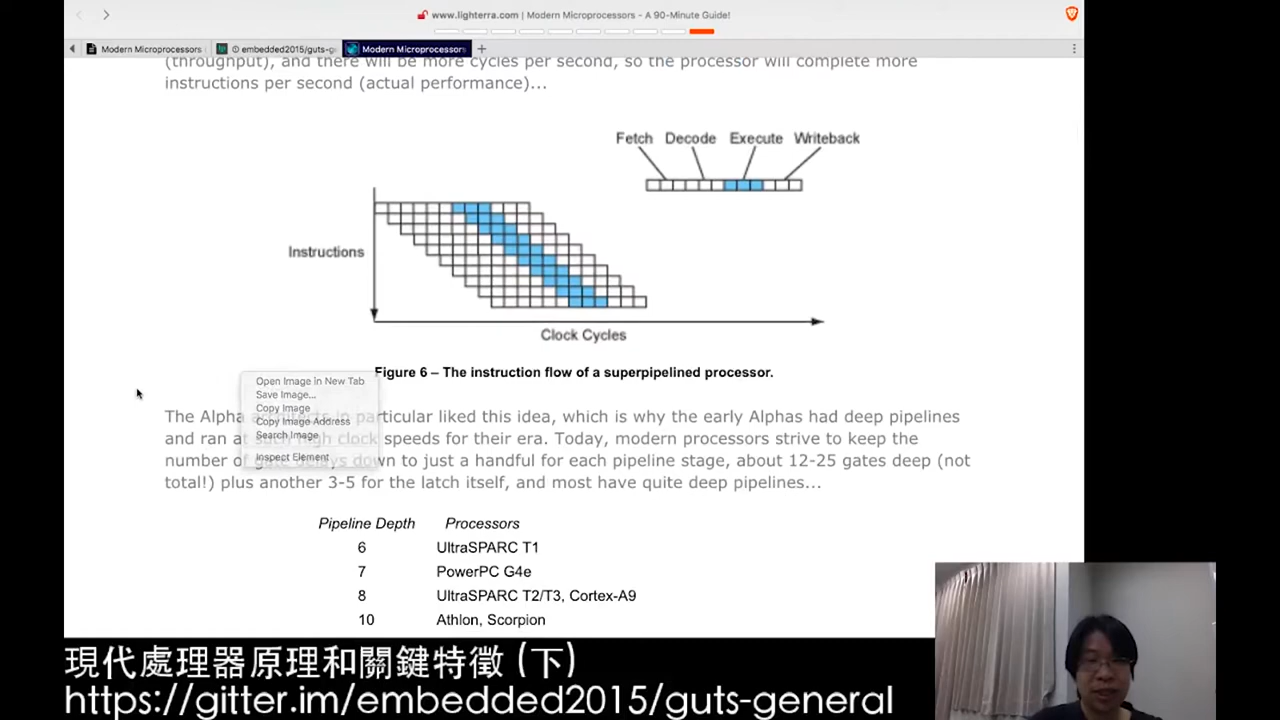 www.lighterra.com | Modern Microprocessors - A 90-Minute Guide!
Modern Microprocessors
embedded2015/guts-g
Modern Microprocessors
(throughput), and there will be more cycles per second, so the processor will complete more
instructions per second (actual performance)...
Fetch Decode Execute Writeback
Instructions
Clock Cycles
Figure 6 – The instruction flow of a superpipelined processor.
Open Image in New Tab
Save Image...
Copy Image
Copy Image Address
Search Image
Inspect Element
The Alpha architects in particular liked this idea, which is why the early Alphas had deep pipelines
and ran at such high clock speeds for their era. Today, modern processors strive to keep the
number of gate delays down to just a handful for each pipeline stage, about 12-25 gates deep (not
total!) plus another 3-5 for the latch itself, and most have quite deep pipelines...
Pipeline Depth Processors
6 UltraSPARC T1
7 PowerPC G4e
8 UltraSPARC T2/T3, Cortex-A9
10 Athlon, Scorpion
現代處理器原理和關鍵特徵 (下)
https://gitter.im/embedded2015/guts-general